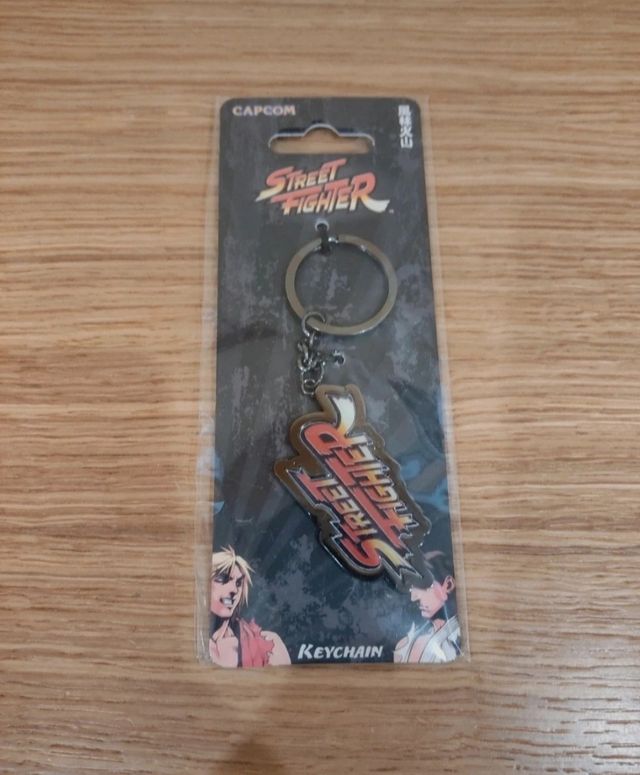 CAPCOM
風林火山
STREET
FIGHTER
STREET
FIGHTER
KEYCHAIN